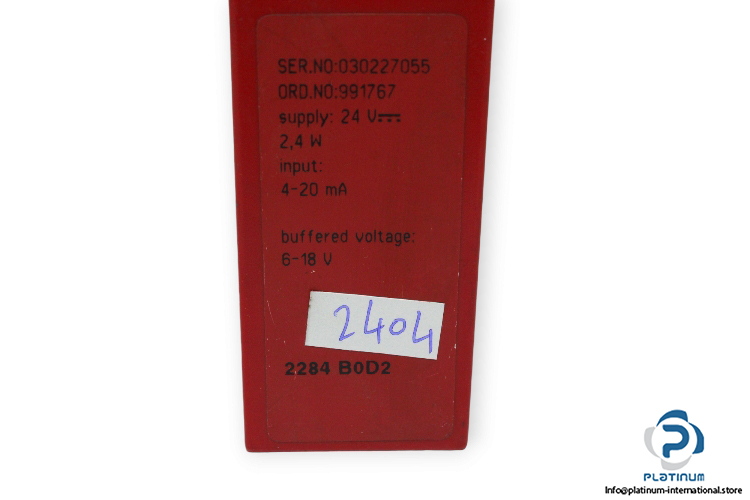 SER.NO:030227055
ORD.NO:991767
supply: 24 V⎓
2,4 W
input:
4-20 mA
buffered voltage:
6-18 V
2404
2284 B0D2
PLATINUM
Info@platinum-international.store